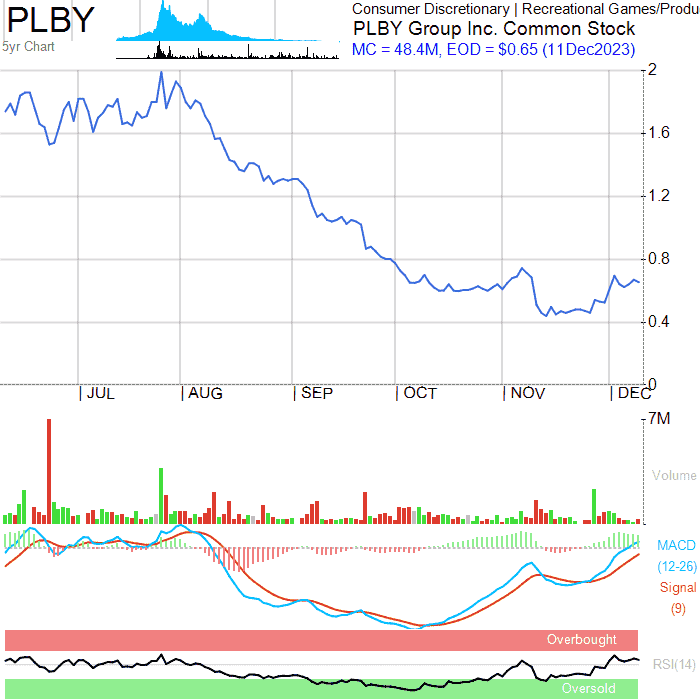 PLBY
5yr Chart
Consumer Discretionary | Recreational Games/Produ
PLBY Group Inc. Common Stock
MC = 48.4M, EOD = $0.65 (11Dec2023)
2
1.6
1.2
0.8
0.4
0
| JUL | AUG | SEP | OCT | NOV | DEC
7M
Volume
MACD
(12-26)
Signal
(9)
Overbought
RSI(14)
Oversold